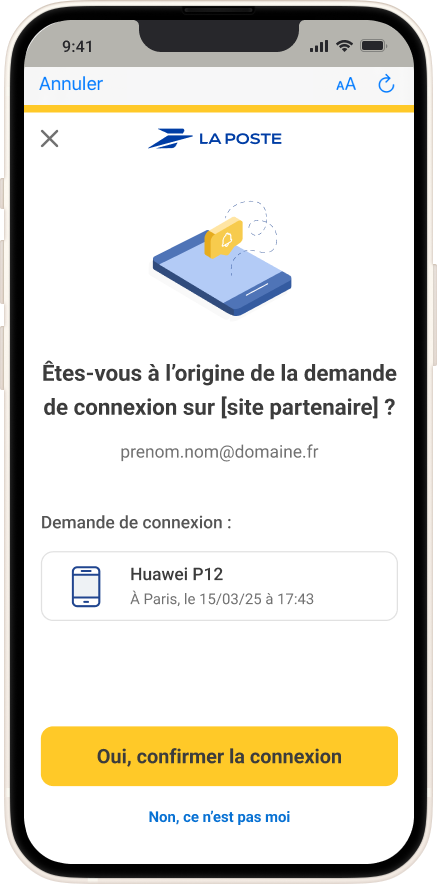 9:41
Annuler
AA
LA POSTE
Êtes-vous à l’origine de la demande
de connexion sur [site partenaire] ?
prenom.nom@domaine.fr
Demande de connexion :
Huawei P12
À Paris, le 15/03/25 à 17:43
Oui, confirmer la connexion
Non, ce n’est pas moi